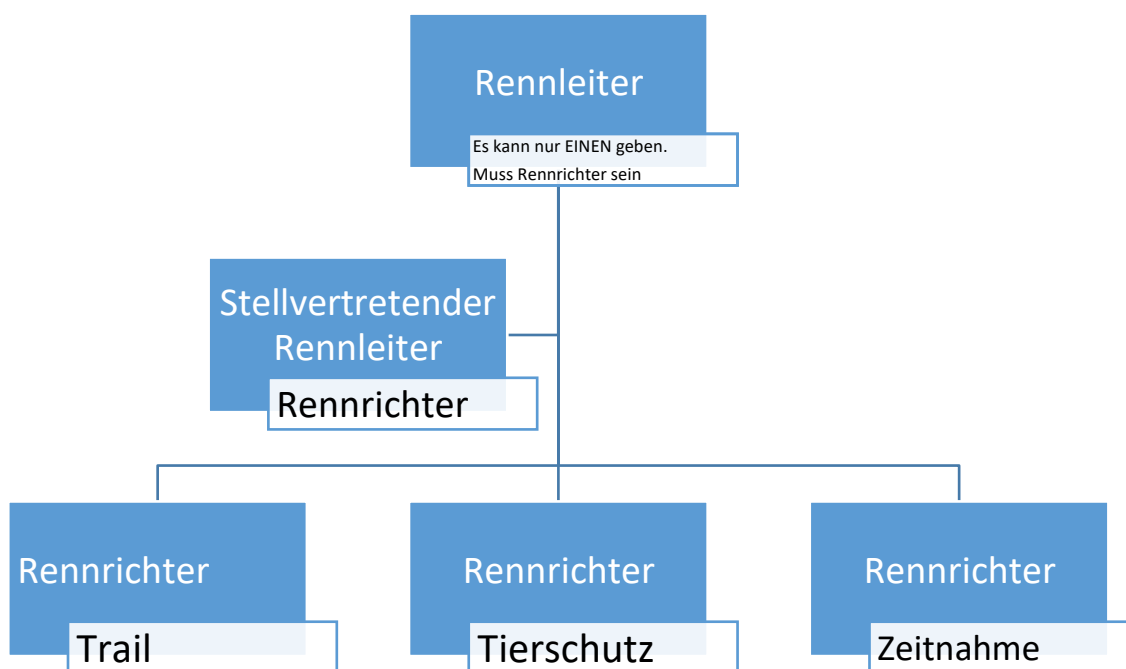 Rennleiter
Es kann nur EINEN geben.
Muss Rennrichter sein
Stellvertretender
Rennleiter
Rennrichter
Rennrichter
Trail
Rennrichter
Tierschutz
Rennrichter
Zeitnahme